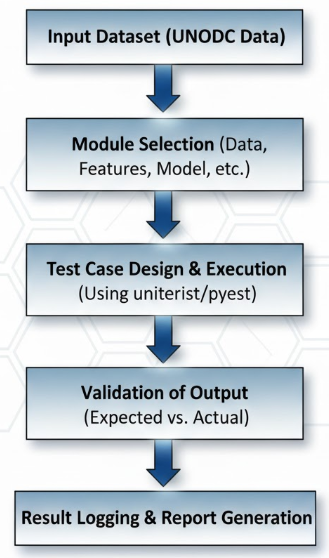 Input Dataset (UNODC Data)
Module Selection (Data,
Features, Model, etc.)
Test Case Design & Execution
(Using uniterist/pyest)
Validation of Output
(Expected vs. Actual)
Result Logging & Report Generation